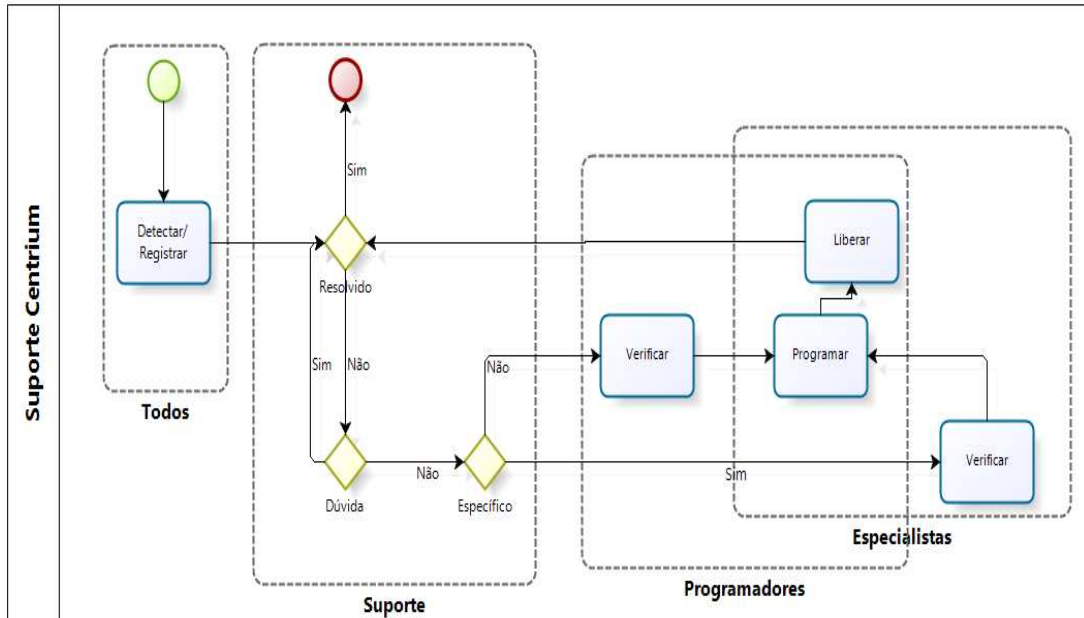 Suporte Centrium
Detectar/
Registrar
Todos
Sim
Resolvido
Sim
Não
Dúvida
Não
Específico
Não
Sim
Suporte
Verificar
Programar
Liberar
Verificar
Especialistas
Programadores